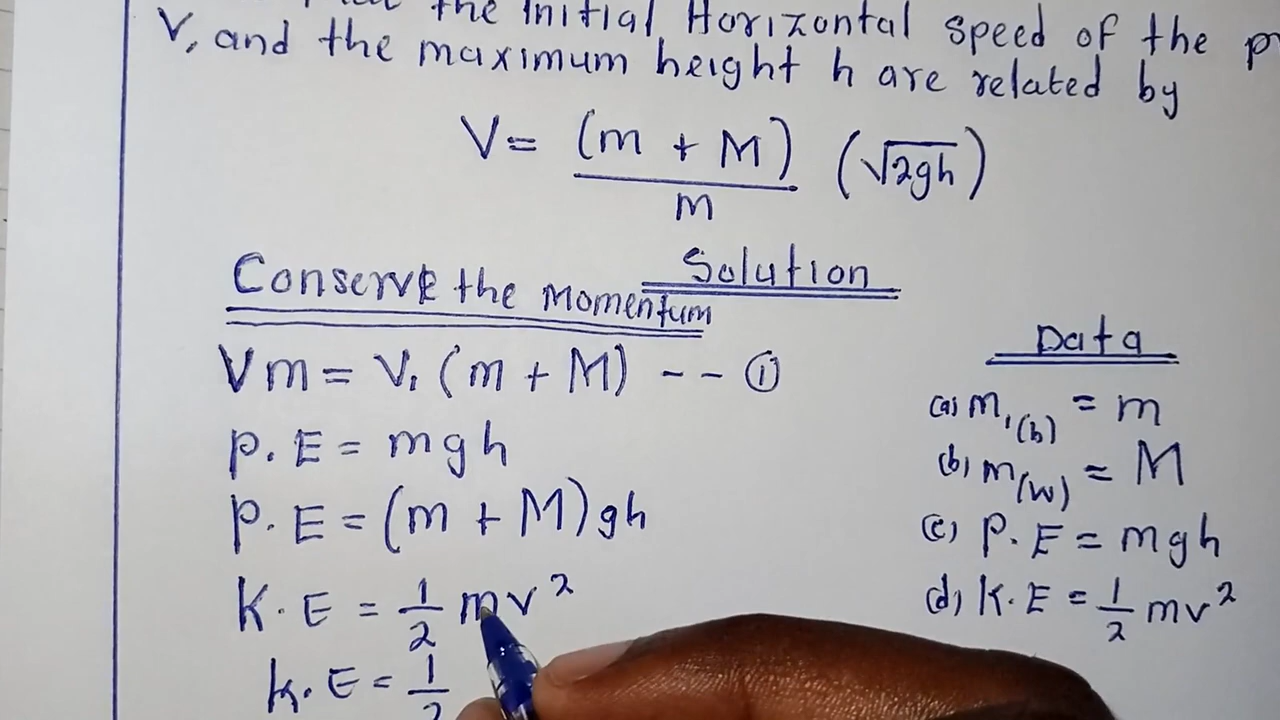 the Initial Horizontal speed of the
V, and the maximum height h are related by
V = (m + M) (√2gh)
m
Solution
Conserve the Momentum
Vm = V₁ (m + M) -- ①
P.E = mgh
P.E = (m + M)gh
K.E = 1/2 mv²
K.E = 1/2
Data
(a) m₁(b) = m
(b) m(w) = M
(c) P.E = mgh
(d) K.E = 1/2 mv²